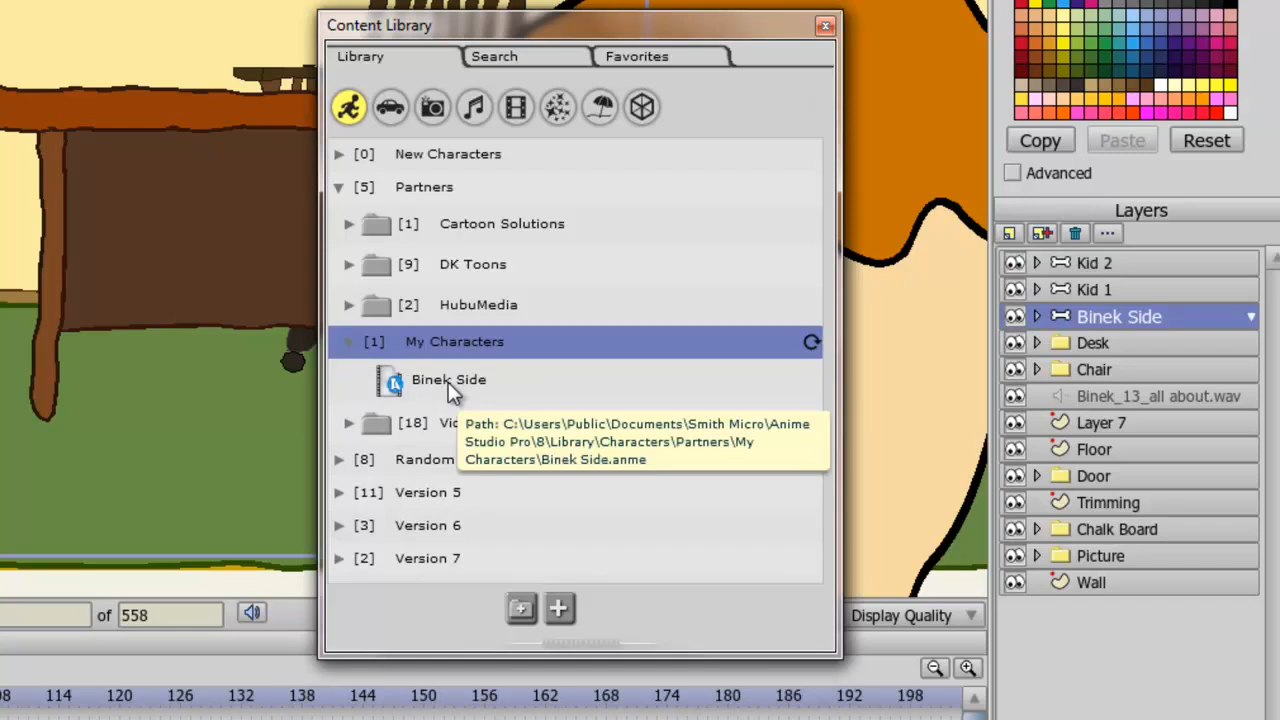 Content Library
Library
Search
Favorites
[0] New Characters
[5] Partners
[1] Cartoon Solutions
[9] DK Toons
[2] HubuMedia
[1] My Characters
Binek Side
[18]
Path: C:\Users\Public\Documents\Smith Micro\Anime
Studio Pro\8\Library\Characters\Partners\My
Characters\Binek Side.anme
[8] Random
[11] Version 5
[3] Version 6
[2] Version 7
Copy
Paste
Reset
Advanced
Layers
Kid 2
Kid 1
Binek Side
Desk
Chair
Binek_13_all about.wav
Layer 7
Floor
Door
Trimming
Chalk Board
Picture
Wall
of 558
Display Quality
114 120 126 132 138 144 150 156 162 168 174 180 186 192 198